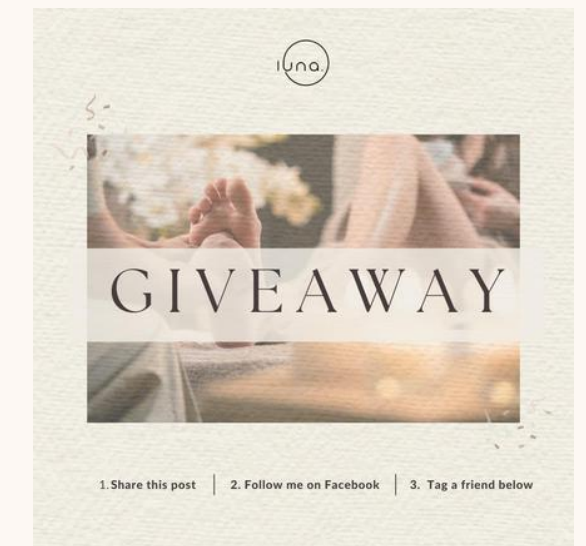 luna.
GIVEAWAY
1. Share this post | 2. Follow me on Facebook | 3. Tag a friend below